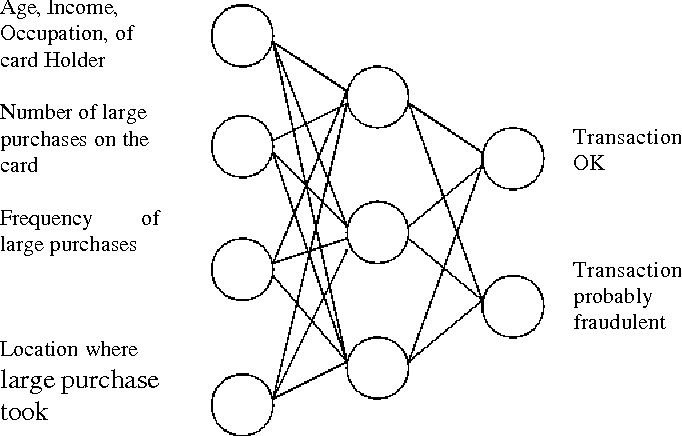 Age, Income,
Occupation, of
card Holder
Number of large
purchases on the
card
Frequency of
large purchases
Location where
large purchase
took
Transaction
OK
Transaction
probably
fraudulent